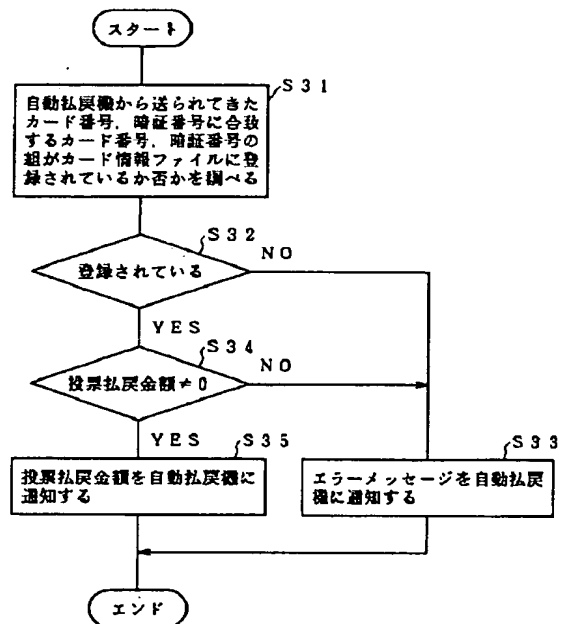 スタート
S31
自動払戻機から送られてきた
カード番号，暗証番号に合致
するカード番号，暗証番号の
組がカード情報ファイルに登
録されているか否かを調べる
S32
登録されている
NO
YES
S34
投票払戻金額≠0
NO
YES
S35
投票払戻金額を自動払戻機に
通知する
S33
エラーメッセージを自動払戻
機に通知する
エンド